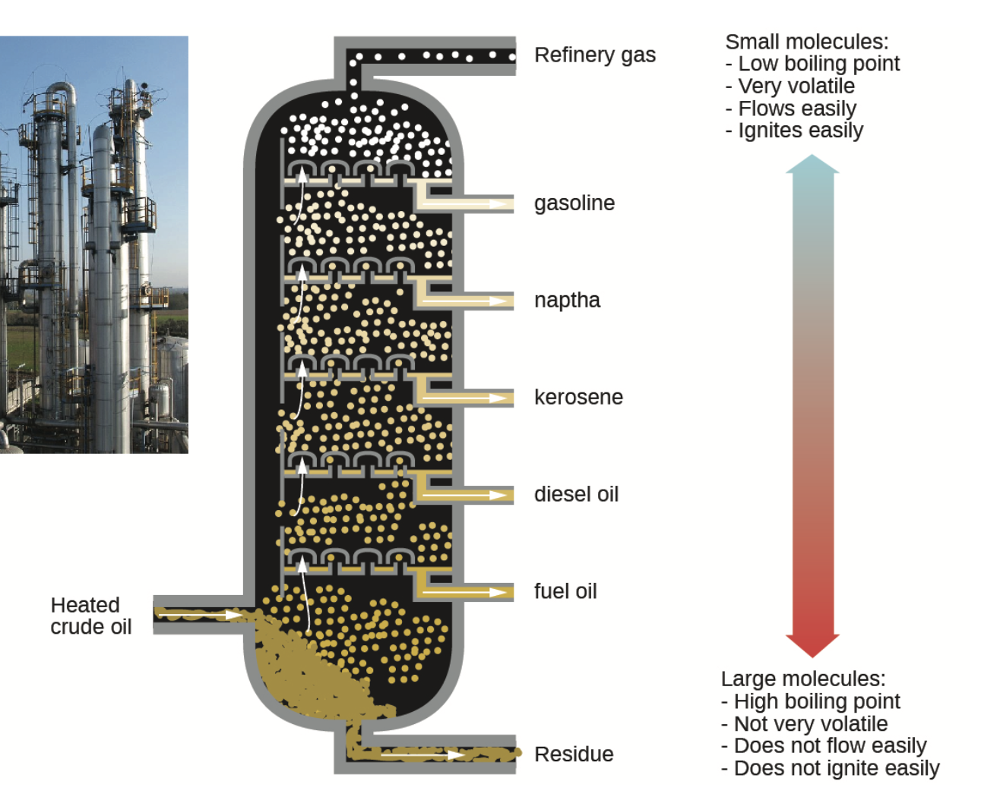 Refinery gas
gasoline
naptha
kerosene
diesel oil
fuel oil
Heated
crude oil
Residue
Small molecules:
- Low boiling point
- Very volatile
- Flows easily
- Ignites easily
Large molecules:
- High boiling point
- Not very volatile
- Does not flow easily
- Does not ignite easily